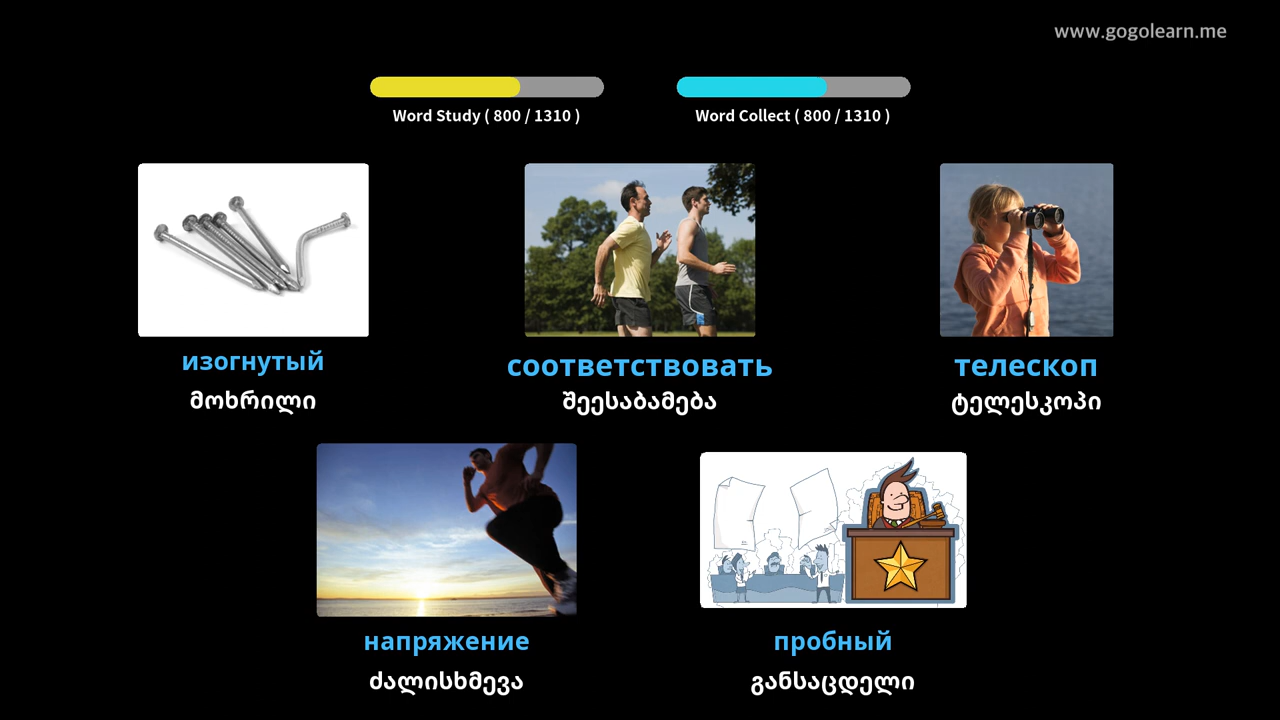 www.gogolearn.me
Word Study ( 800 / 1310 )
Word Collect ( 800 / 1310 )
изогнутый
მოხრილი
соответствовать
შეესაბამება
телескоп
ტელესკოპი
напряжение
ძალისხმევა
пробный
განსაცდელი